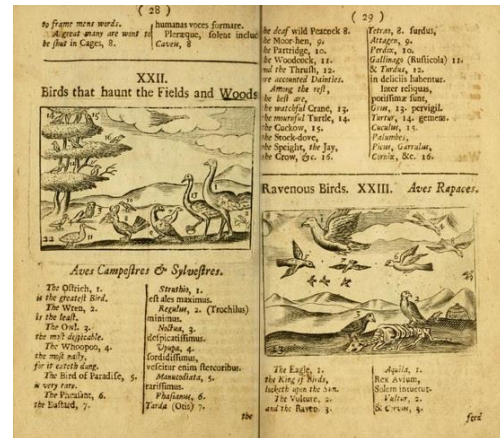 ( 28 )
to frame mens words.
A great many are wont to
be shut in Cages, 8.
humanas voces formare.
Pleræque, solent inclu
Caveis, 8
XXII.
Birds that haunt the Fields and Woods
Aves Campeſtres & Sylveſtres.
The Oſtrich, 1.
is the greateſt Bird.
The Wren, 2.
is the leaſt.
The Owl, 3.
the moſt deſpicable.
The Whoopoo, 4.
the moſt naſty,
for it eateth dung.
The Bird of Paradiſe, 5.
is very rare.
The Pheaſant, 6.
the Buſtard, 7.
Struthio, 1.
eſt ales maximus.
Regulus, 2. (Trochilus)
minimus.
Noctua, 3.
deſpicatiſſimus.
Upupa, 4.
ſordidiſſimus,
veſcitur enim ſtercoribus.
Manucodiata, 5.
rariſſimus.
Phaſianus, 6.
Tarda (Otis) 7.
the
( 29 )
he deaf wild Peacock 8.
he Moor-hen, 9.
he Partridge, 10.
he Woodcock, 11.
nd the Thruſh, 12.
re accounted Dainties.
Among the reſt,
he beſt are,
he watchful Crane, 13.
he mournful Turtle, 14.
he Cuckow, 15.
he Stock-dove,
he Speight, the Jay,
he Crow, &c. 16.
Tetrao, 8. ſurdus,
Attagen, 9.
Perdix, 10.
Gallinago (Ruſticola) 11.
& Turdus, 12.
in deliciis habentur.
Inter reliquas,
potiſſimæ ſunt,
Grus, 13. pervigil.
Turtur, 14. gemens.
Cuculus, 15.
Palumbes,
Picus, Garrulus,
Cornix, &c. 16.
Ravenous Birds. XXIII. Aves Rapaces.
The Eagle, 1.
the King of Birds,
looketh upon the Sun.
The Vulture, 2.
and the Raven, 3.
Aquila, 1.
Rex Avium,
Solem intuetur.
Vultur, 2.
& Corvus, 3.
feed